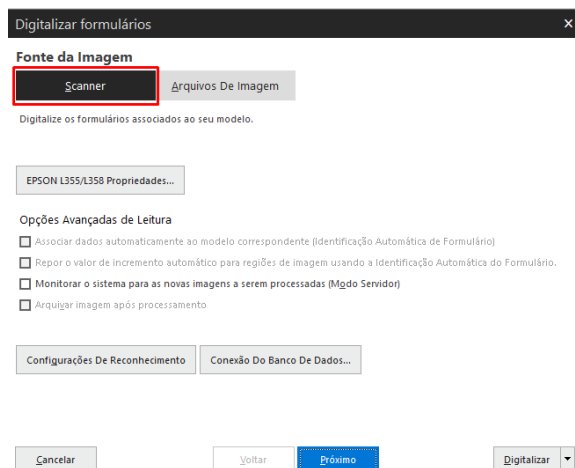 Digitalizar formulários
Fonte da Imagem
Scanner
Arquivos De Imagem
Digitalize os formulários associados ao seu modelo.
EPSON L355/L358 Propriedades...
Opções Avançadas de Leitura
Associar dados automaticamente ao modelo correspondente (Identificação Automática de Formulário)
Repor o valor de incremento automático para regiões de imagem usando a Identificação Automática do Formulário.
Monitorar o sistema para as novas imagens a serem processadas (Modo Servidor)
Arquivar imagem após processamento
Configurações De Reconhecimento
Conexão Do Banco De Dados...
Cancelar
Voltar
Próximo
Digitalizar